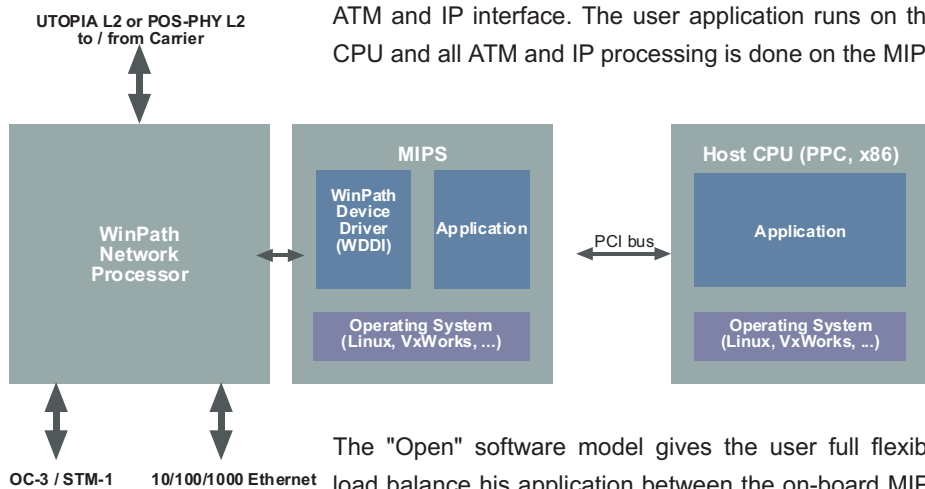 UTOPIA L2 or POS-PHY L2
to / from Carrier
ATM and IP interface. The user application runs on th
CPU and all ATM and IP processing is done on the MIP
WinPath
Network
Processor
MIPS
WinPath
Device
Driver
(WDDI)
Application
Operating System
(Linux, VxWorks, ...)
PCI bus
Host CPU (PPC, x86)
Application
Operating System
(Linux, VxWorks, ...)
OC-3 / STM-1
10/100/1000 Ethernet
The "Open" software model gives the user full flexib
load balance his application between the on-board MIP